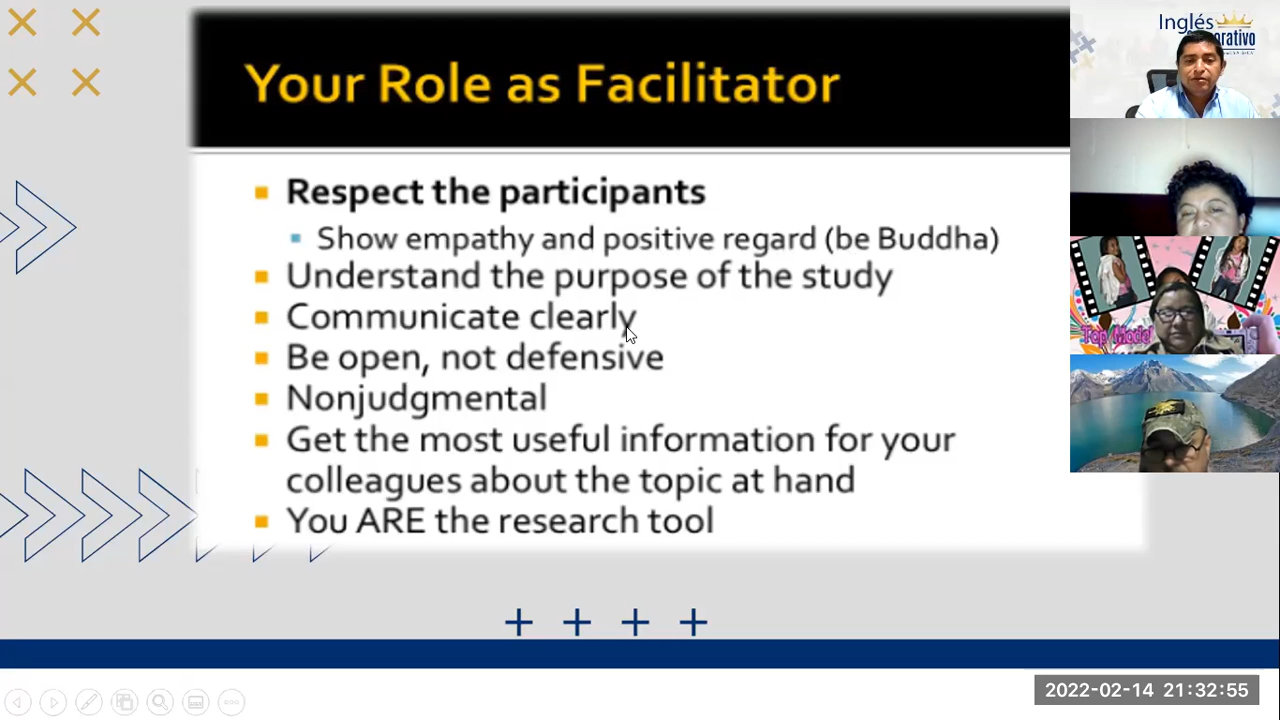 Your Role as Facilitator
Respect the participants
Show empathy and positive regard (be Buddha)
Understand the purpose of the study
Communicate clearly
Be open, not defensive
Nonjudgmental
Get the most useful information for your
colleagues about the topic at hand
You ARE the research tool
Inglés
Top Model
2022-02-14 21:32:55